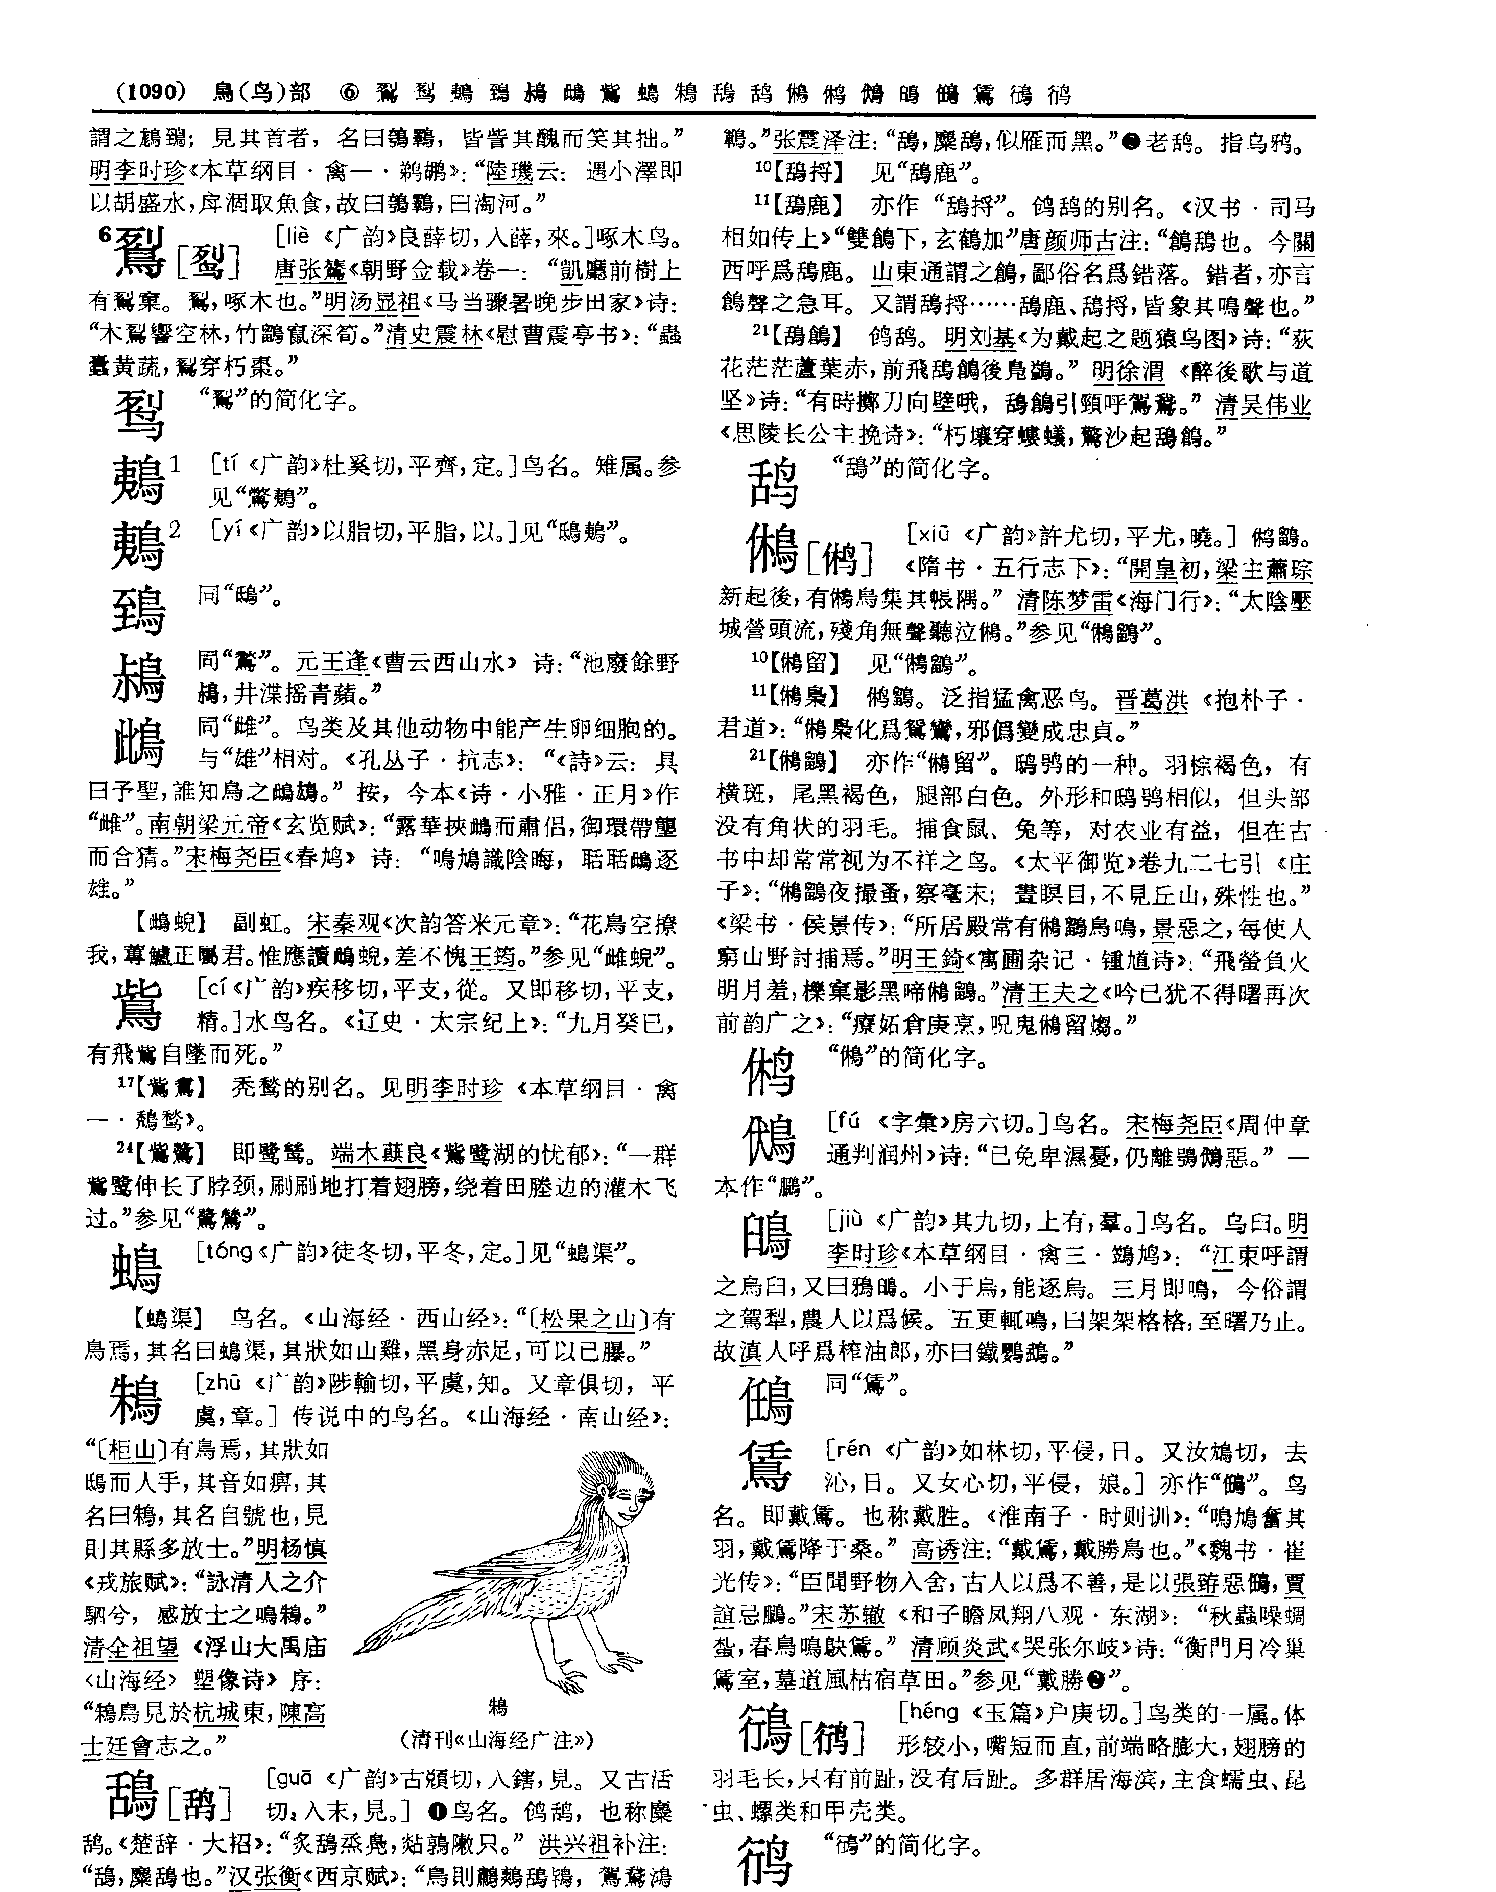 (1090) 鳥(鸟)部 ⑥ 鴷 䴕 鴺 鵄 鴸 鴜 鴾 鴰 鸹 鵂 鸺 鴔 鴭 鵀 鴴 鸻
謂之鵜鶘；見其首者，名曰鶘鷄，皆訾其醜而笑其拙。”
明李时珍《本草纲目·禽一·鹈鹕》：“陸璣云：遇小澤即
以胡盛水，戽涸取魚食，故曰鴮鸅，曰淘河。”
6鴷[䴕] [liè 《广韵》良薛切，入薛，來。]啄木鸟。
唐张鷟《朝野佥载》卷一：“凱廳前樹上
有鴷窠。鴷，啄木也。”明汤显祖《马当骤暑晚步田家》诗：
“木鴷響空林，竹鼯竄深筍。”清史震林《慰曹震亭书》：“蟲
蠹黄蔬，鴷穿朽棗。”
䴕 “鴷”的简化字。
鴺1 [tí 《广韵》杜奚切，平齊，定。]鸟名。雉属。参
见“鷩鴺”。
鴺2 [yí《广韵》以脂切，平脂，以。]见“鴟鴺”。
鵄 同“鴟”。
同“鶩”。元王逢《曹云西山水》诗：“池廢餘野
，井渫摇青蘋。”
同“雌”。鸟类及其他动物中能产生卵细胞的。
与“雄”相对。《孔丛子·抗志》：“《詩》云：具
曰予聖，誰知鳥之。”按，今本《诗·小雅·正月》作
“雌”。南朝梁元帝《玄览赋》：“露華挾而肅侣，御環帶壟
而合猜。”宋梅尧臣《春鸠》诗：“鳴鳩識陰晦，聒聒逐
雄。”
【蜺】 副虹。宋秦观《次韵答米元章》：“花鳥空撩
我，蓴鱸正屬君。惟應讀蜺，差不愧王筠。”参见“雌蜺”。
鴜 [cí《广韵》疾移切，平支，從。又即移切，平支，
精。]水鸟名。《辽史·太宗纪上》：“九月癸巳，
有飛鴜自墜而死。”
17【鴜】 秃鹙的别名。见明李时珍《本草纲目·禽
一·鵚鹙》。
24【鴜鷺】 即鹭鸶。端木蕻良《鴜鹭湖的忧郁》：“一群
鴜鹭伸长了脖颈，刷刷地打着翅膀，绕着田塍边的灌木飞
过。”参见“鷺鷥”。
[tóng《广韵》徒冬切，平冬，定。]见“渠”。
【渠】 鸟名。《山海经·西山经》：“〔松果之山〕有
鳥焉，其名曰渠，其狀如山雞，黑身赤足，可以已䐔。”
鴸 [zhū 《广韵》陟輸切，平虞，知。又章俱切，平
虞，章。] 传说中的鸟名。《山海经·南山经》：
“〔柜山〕有鳥焉，其狀如
鴟而人手，其音如痹，其
名曰鴸，其名自號也，見
則其縣多放士。”明杨慎
《戎旅赋》：“詠清人之介
駟兮，感放士之鳴鴸。”
清全祖望《浮山大禹庙
〈山海经〉塑像诗》序：
“鴸鳥見於杭城東，陳高
士廷會志之。”
鴸
(清刊《山海经广注》)
鴰[鸹] [guā 《广韵》古頒切，入鎋，見。又古活
切，入末，見。] ❶鸟名。鸧鸹，也称麋
鸹。《楚辞·大招》：“炙鴰烝鳧，煔鶉敶只。”洪兴祖补注：
“鴰，麋鴰也。”汉张衡《西京赋》：“鳥則鷫鷞鴰鴇，駕鵞鴻
鶤。”张震泽注：“鴰，麋鴰，似雁而黑。”❷老鸹。指乌鸦。
10【鴰捋】 见“鴰鹿”。
11【鴰鹿】 亦作“鴰捋”。鸧鸹的别名。《汉书·司马
相如传上》“雙鶬下，玄鶴加”唐颜师古注：“鶬鴰也。今關
西呼爲鴰鹿。山東通謂之鶬，鄙俗名爲錯落。錯者，亦言
鶬聲之急耳。又謂鴰捋……鴰鹿、鴰捋，皆象其鳴聲也。”
21【鴰鶬】 鸧鸹。明刘基《为戴起之题猿鸟图》诗：“荻
花茫茫蘆葉赤，前飛鴰鶬後鳧鷁。”明徐渭《醉後歌与道
坚》诗：“有時擲刀向壁哦，鴰鶬引頸呼駕鵞。”清吴伟业
《思陵长公主挽诗》：“朽壤穿螻蟻，驚沙起鴰鶬。”
鸹 “鴰”的简化字。
鵂[鸺] [xiū 《广韵》許尤切，平尤，曉。] 鸺鶹。
《隋书·五行志下》：“開皇初，梁主蕭琮
新起後，有鵂鳥集其帳隅。”清陈梦雷《海门行》：“太陰壓
城營頭流，殘角無聲聽泣鵂。”参见“鵂鶹”。
10【鵂留】 见“鵂鶹”。
11【鵂梟】 鸺鶹。泛指猛禽恶鸟。晋葛洪《抱朴子·
君道》：“鵂梟化爲鴛鸞，邪僞變成忠貞。”
21【鵂鶹】 亦作“鵂留”。鸱鸮的一种。羽棕褐色，有
横斑，尾黑褐色，腿部白色。外形和鸱鸮相似，但头部
没有角状的羽毛。捕食鼠、兔等，对农业有益，但在古
书中却常常视为不祥之鸟。《太平御览》卷九二七引《庄
子》：“鵂鶹夜撮蚤，察毫末；晝瞑目，不見丘山，殊性也。”
《梁书·侯景传》：“所居殿常有鵂鶹鳥鳴，景惡之，每使人
窮山野討捕焉。”明王錡《寓圃杂记·锺馗诗》：“飛螢負火
明月羞，櫟窠影黑啼鵂鶹。”清王夫之《吟已犹不得曙再次
前韵广之》：“療妬倉庚烹，呪鬼鵂留煼。”
鸺 “鵂”的简化字。
[fú 《字彙》房六切。]鸟名。宋梅尧臣《周仲章
通判润州》诗：“已免卑濕憂，仍離鴞惡。”一
本作“鵩”。
[jiù 《广韵》其九切，上有，羣。]鸟名。乌臼。明
李时珍《本草纲目·禽三·鸀鸠》：“江東呼謂
之烏臼，又曰鴉。小于烏，能逐烏。三月即鳴，今俗謂
之駕犁，農人以爲候。五更輒鳴，曰架架格格，至曙乃止。
故滇人呼爲榨油郎，亦曰鐵鸚鵡。”
同“鵀”。
鵀 [rén 《广韵》如林切，平侵，日。又汝鴆切，去
沁，日。又女心切，平侵，娘。] 亦作“”。鸟
名。即戴鵀。也称戴胜。《淮南子·时则训》：“鳴鳩奮其
羽，戴鵀降于桑。”高诱注：“戴鵀，戴勝鳥也。”《魏书·崔
光传》：“臣聞野物入舍，古人以爲不善，是以張臶惡，賈
誼忌鵩。”宋苏辙《和子瞻凤翔八观·东湖》：“秋蟲噪蜩
蚻，春鳥鳴鴃鵀。”清顾炎武《哭张尔岐》诗：“衡門月冷巢
鵀室，墓道風枯宿草田。”参见“戴勝❷”。
鴴[鸻] [héng 《玉篇》户庚切。]鸟类的一属。体
形较小，嘴短而直，前端略膨大，翅膀的
羽毛长，只有前趾，没有后趾。多群居海滨，主食蠕虫、昆
虫、螺类和甲壳类。
鸻 “鴴”的简化字。